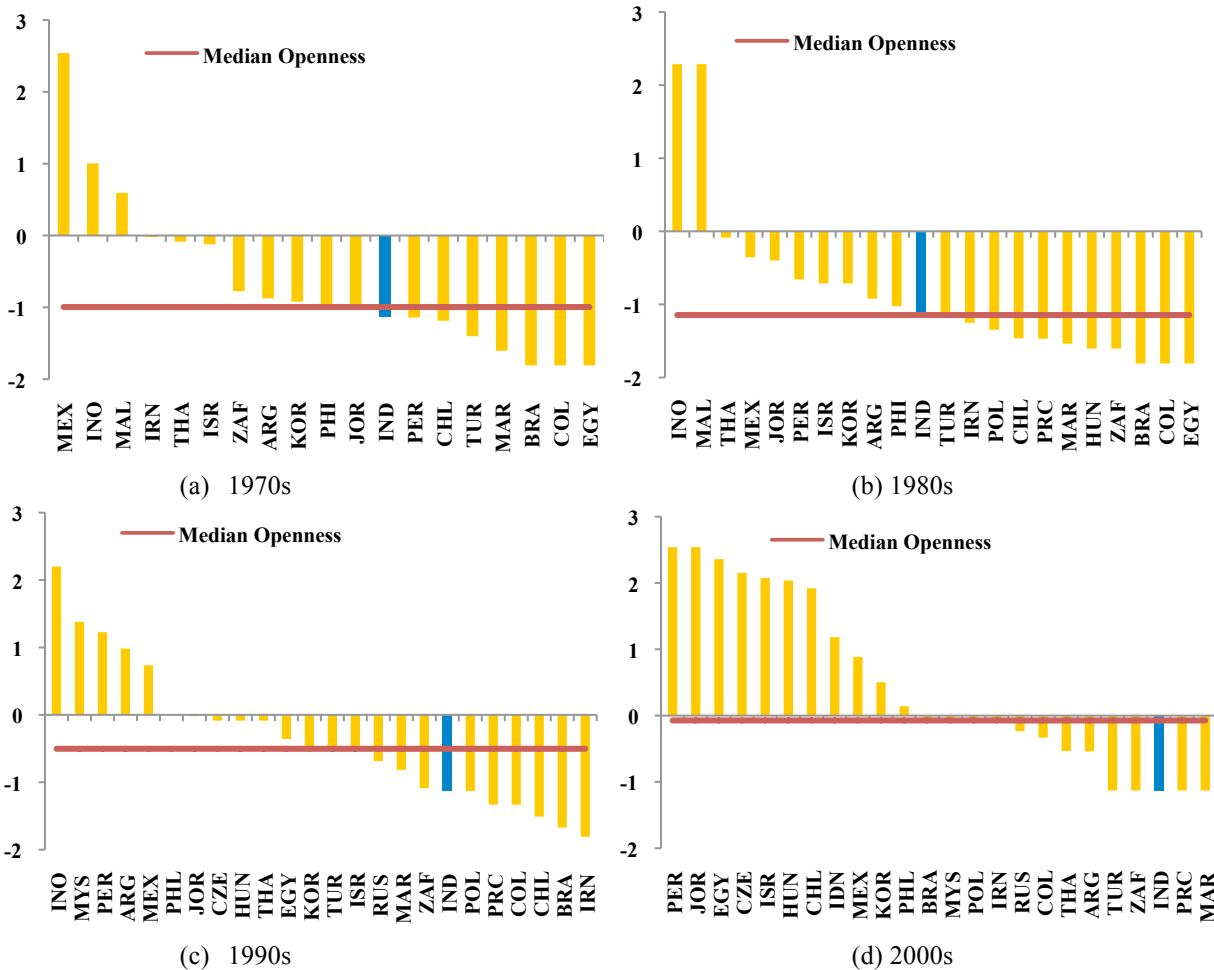 3
2
1
0
-1
-2
Median Openness
MEX INO MAL IRN THA ISR ZAF ARG KOR PHI JOR IND PER CHL TUR MAR BRA COL EGY
(a) 1970s
3
2
1
0
-1
-2
Median Openness
INO MAL THA MEX JOR PER ISR KOR ARG PHI IND TUR IRN POL CHL PRC MAR HUN ZAF BRA COL EGY
(b) 1980s
3
2
1
0
-1
-2
Median Openness
INO MYS PER ARG MEX PHL JOR CZE HUN THA EGY KOR TUR ISR RUS MAR ZAF IND POL PRC COL CHL BRA IRN
(c) 1990s
3
2
1
0
-1
-2
Median Openness
PER JOR EGY CZE ISR HUN CHL IDN MEX KOR PHL BRA MYS POL IRN RUS COL THA ARG TUR ZAF IND PRC MAR
(d) 2000s